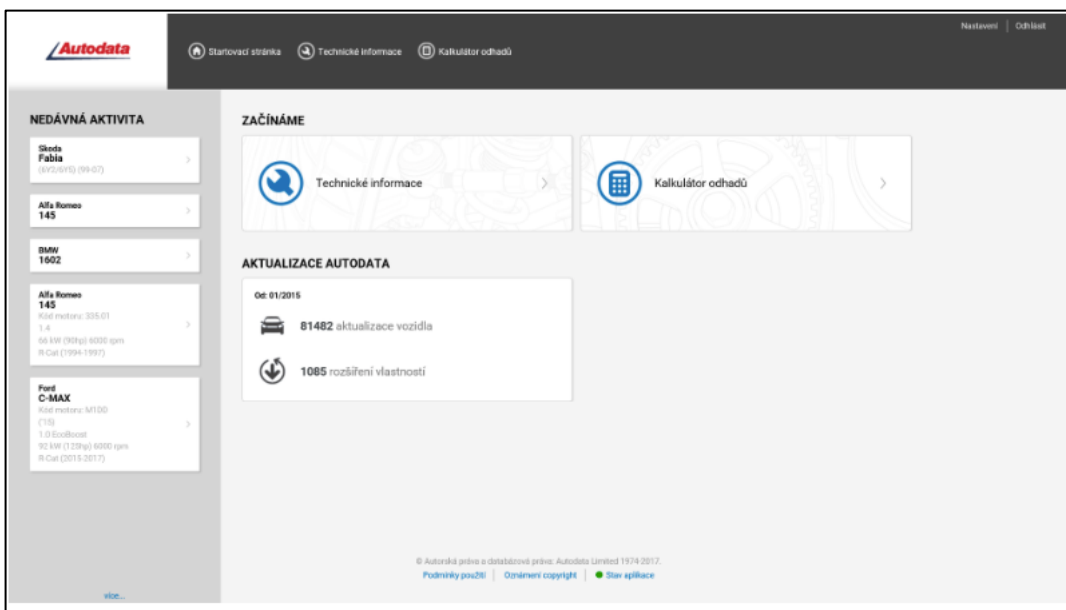 Autodata
Startovací stránka
Technické informace
Kalkulátor odhadů
Nastavení
Odhlásit
NEDÁVNÁ AKTIVITA
Skoda
Fabia
(6Y2/6Y5) (99-07)
Alfa Romeo
145
BMW
1602
Alfa Romeo
145
Kód motoru: 335.01
1.4
66 kW (90hp) 6000 rpm
R-Cat (1994-1997)
Ford
C-MAX
Kód motoru: M1DD
('15)
1.0 EcoBoost
92 kW (125hp) 6000 rpm
R-Cat (2015-2017)
více...
ZAČÍNÁME
Technické informace
Kalkulátor odhadů
AKTUALIZACE AUTODATA
Od: 01/2015
81482 aktualizace vozidla
1085 rozšíření vlastností
© Autorská práva a databázová práva: Autodata Limited 1974-2017.
Podmínky použití
Oznámení copyright
Stav aplikace